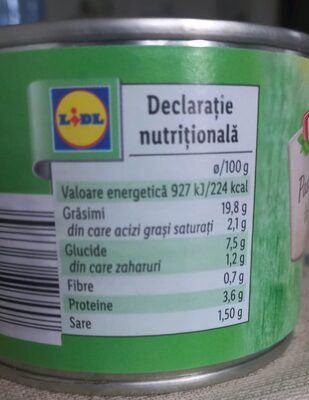 LIDL
Declarație
nutrițională
ø/100 g
Valoare energetică 927 kJ/224 kcal
Grăsimi 19,8 g
din care acizi grași saturați 2,1 g
Glucide 7,5 g
din care zaharuri 1,2 g
Fibre 0,7 g
Proteine 3,6 g
Sare 1,50 g